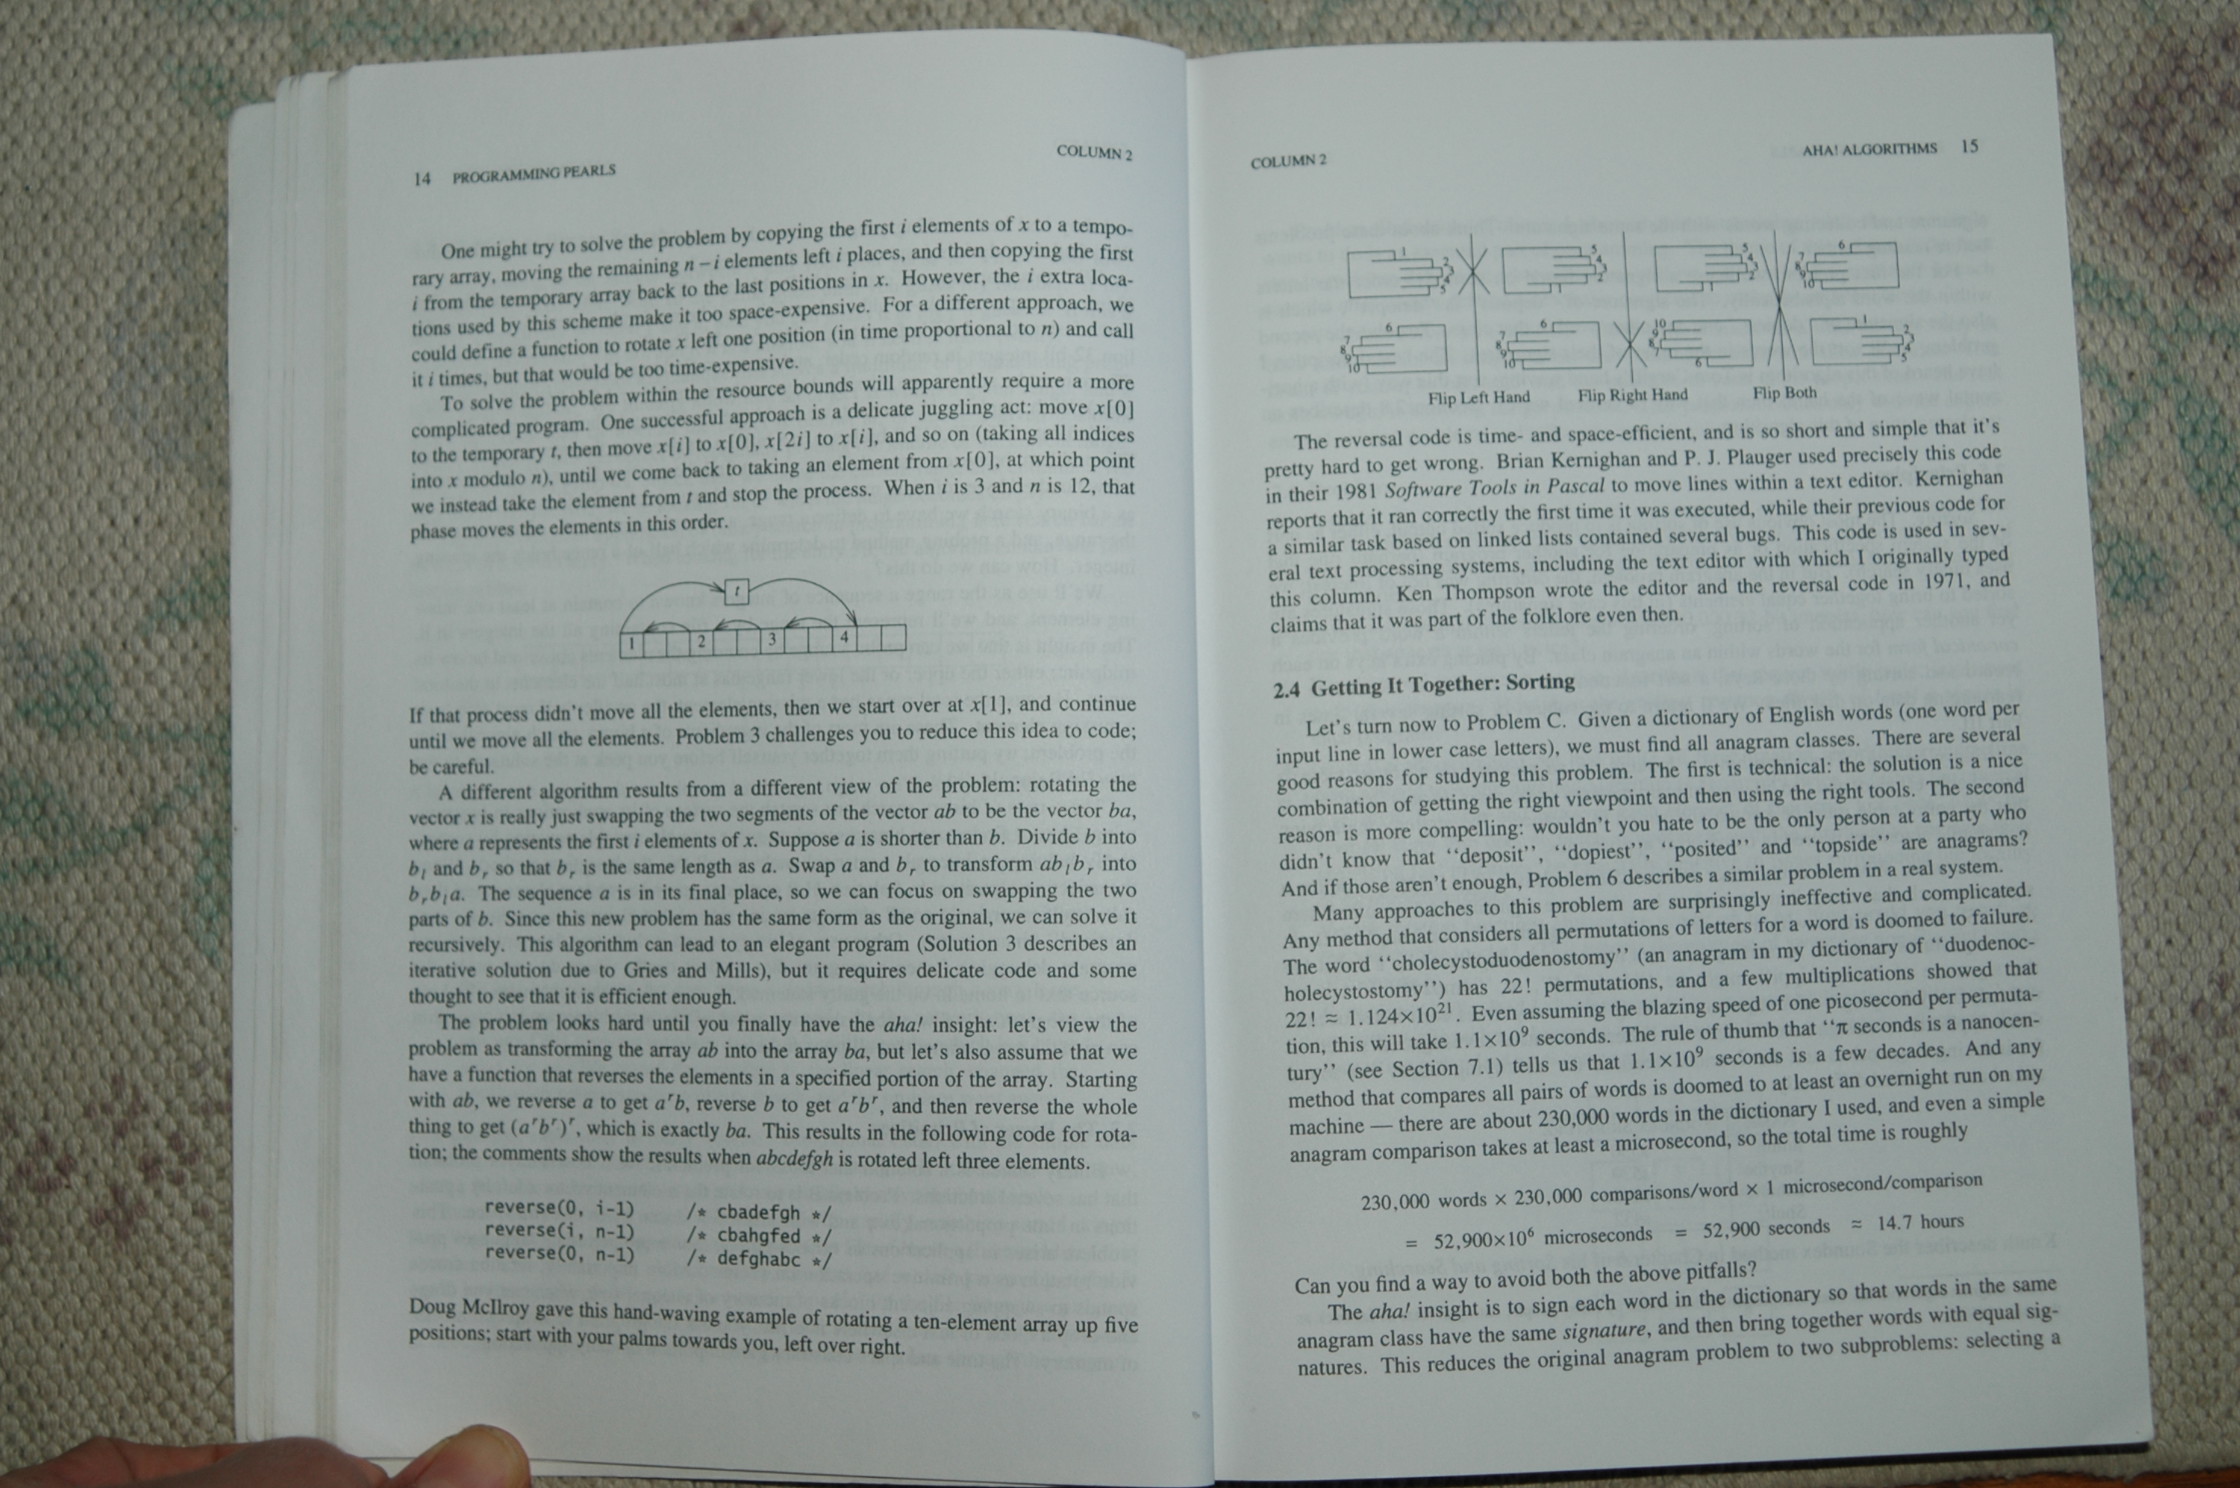 14 PROGRAMMING PEARLS COLUMN 2
One might try to solve the problem by copying the first i elements of x to a tempo-
rary array, moving the remaining n−i elements left i places, and then copying the first
i from the temporary array back to the last positions in x. However, the i extra loca-
tions used by this scheme make it too space-expensive. For a different approach, we
could define a function to rotate x left one position (in time proportional to n) and call
it i times, but that would be too time-expensive.
To solve the problem within the resource bounds will apparently require a more
complicated program. One successful approach is a delicate juggling act: move x[0]
to the temporary t, then move x[i] to x[0], x[2i] to x[i], and so on (taking all indices
into x modulo n), until we come back to taking an element from x[0], at which point
we instead take the element from t and stop the process. When i is 3 and n is 12, that
phase moves the elements in this order.
t
1 2 3 4
If that process didn't move all the elements, then we start over at x[1], and continue
until we move all the elements. Problem 3 challenges you to reduce this idea to code;
be careful.
A different algorithm results from a different view of the problem: rotating the
vector x is really just swapping the two segments of the vector ab to be the vector ba,
where a represents the first i elements of x. Suppose a is shorter than b. Divide b into
bₗ and bᵣ so that bᵣ is the same length as a. Swap a and bᵣ to transform abₗbᵣ into
bᵣbₗa. The sequence a is in its final place, so we can focus on swapping the two
parts of b. Since this new problem has the same form as the original, we can solve it
recursively. This algorithm can lead to an elegant program (Solution 3 describes an
iterative solution due to Gries and Mills), but it requires delicate code and some
thought to see that it is efficient enough.
The problem looks hard until you finally have the aha! insight: let's view the
problem as transforming the array ab into the array ba, but let's also assume that we
have a function that reverses the elements in a specified portion of the array. Starting
with ab, we reverse a to get aʳb, reverse b to get aʳbʳ, and then reverse the whole
thing to get (aʳbʳ)ʳ, which is exactly ba. This results in the following code for rota-
tion; the comments show the results when abcdefgh is rotated left three elements.
reverse(0, i-1) /* cbadefgh */
reverse(i, n-1) /* cbahgfed */
reverse(0, n-1) /* defghabc */
Doug McIlroy gave this hand-waving example of rotating a ten-element array up five
positions; start with your palms towards you, left over right.
COLUMN 2 AHA! ALGORITHMS 15
1 2 3 4 5 5 4 3 2 1 5 4 3 2 1 6 7 8 9 10
6 7 8 9 10 6 7 8 9 10 10 9 8 7 6 1 2 3 4 5
Flip Left Hand Flip Right Hand Flip Both
The reversal code is time- and space-efficient, and is so short and simple that it's
pretty hard to get wrong. Brian Kernighan and P. J. Plauger used precisely this code
in their 1981 Software Tools in Pascal to move lines within a text editor. Kernighan
reports that it ran correctly the first time it was executed, while their previous code for
a similar task based on linked lists contained several bugs. This code is used in sev-
eral text processing systems, including the text editor with which I originally typed
this column. Ken Thompson wrote the editor and the reversal code in 1971, and
claims that it was part of the folklore even then.
2.4 Getting It Together: Sorting
Let's turn now to Problem C. Given a dictionary of English words (one word per
input line in lower case letters), we must find all anagram classes. There are several
good reasons for studying this problem. The first is technical: the solution is a nice
combination of getting the right viewpoint and then using the right tools. The second
reason is more compelling: wouldn't you hate to be the only person at a party who
didn't know that ‘‘deposit’’, ‘‘dopiest’’, ‘‘posited’’ and ‘‘topside’’ are anagrams?
And if those aren't enough, Problem 6 describes a similar problem in a real system.
Many approaches to this problem are surprisingly ineffective and complicated.
Any method that considers all permutations of letters for a word is doomed to failure.
The word ‘‘cholecystoduodenostomy’’ (an anagram in my dictionary of ‘‘duodenoc-
holecystostomy’’) has 22! permutations, and a few multiplications showed that
22! ≈ 1.124×10²¹. Even assuming the blazing speed of one picosecond per permuta-
tion, this will take 1.1×10⁹ seconds. The rule of thumb that ‘‘π seconds is a nanocen-
tury’’ (see Section 7.1) tells us that 1.1×10⁹ seconds is a few decades. And any
method that compares all pairs of words is doomed to at least an overnight run on my
machine — there are about 230,000 words in the dictionary I used, and even a simple
anagram comparison takes at least a microsecond, so the total time is roughly
230,000 words × 230,000 comparisons/word × 1 microsecond/comparison
= 52,900×10⁶ microseconds = 52,900 seconds ≈ 14.7 hours
Can you find a way to avoid both the above pitfalls?
The aha! insight is to sign each word in the dictionary so that words in the same
anagram class have the same signature, and then bring together words with equal sig-
natures. This reduces the original anagram problem to two subproblems: selecting a